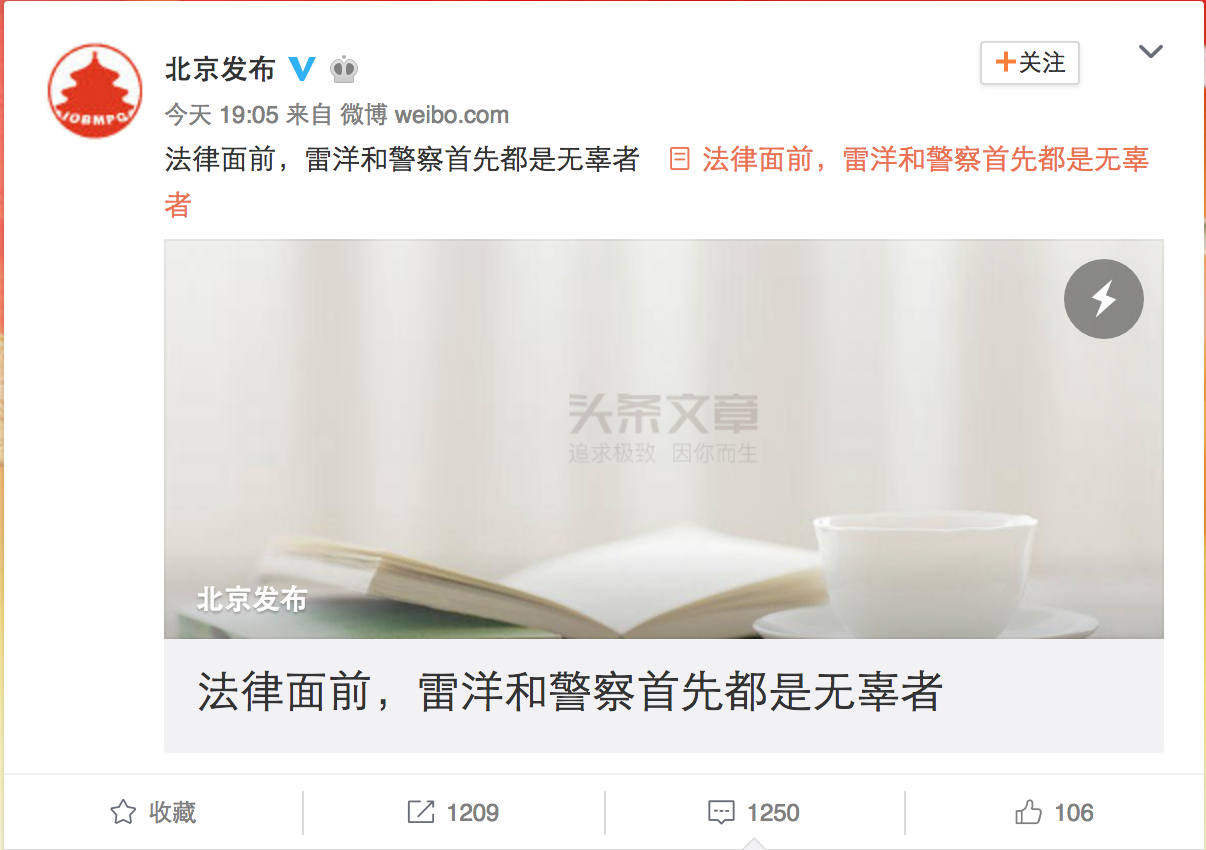 北京发布
+关注
今天 19:05 来自 微博 weibo.com
法律面前，雷洋和警察首先都是无辜者 法律面前，雷洋和警察首先都是无辜
者
头条文章
追求极致 因你而生
北京发布
法律面前，雷洋和警察首先都是无辜者
收藏 1209 1250 106